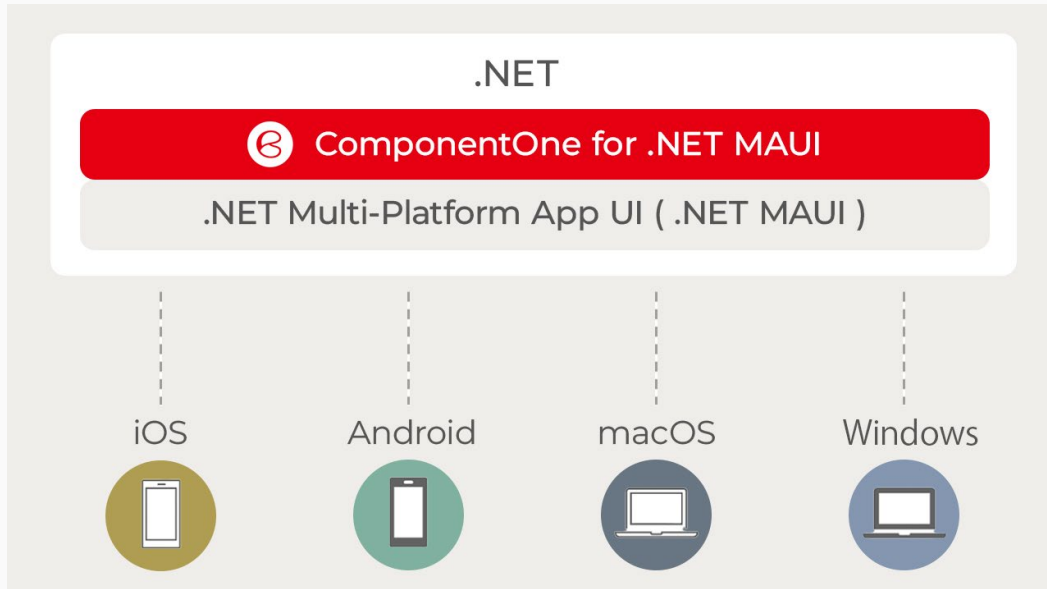 .NET
ComponentOne for .NET MAUI
.NET Multi-Platform App UI ( .NET MAUI )
iOS Android macOS Windows